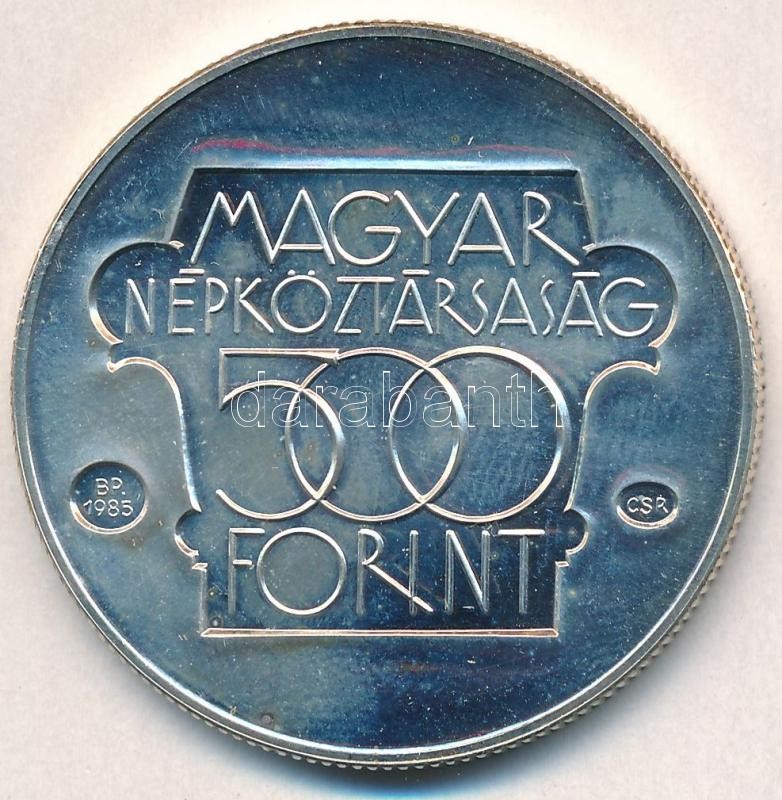 MAGYAR
NÉPKÖZTÁRSASÁG
500
darabanth
BP.
1985
CSR
FORINT